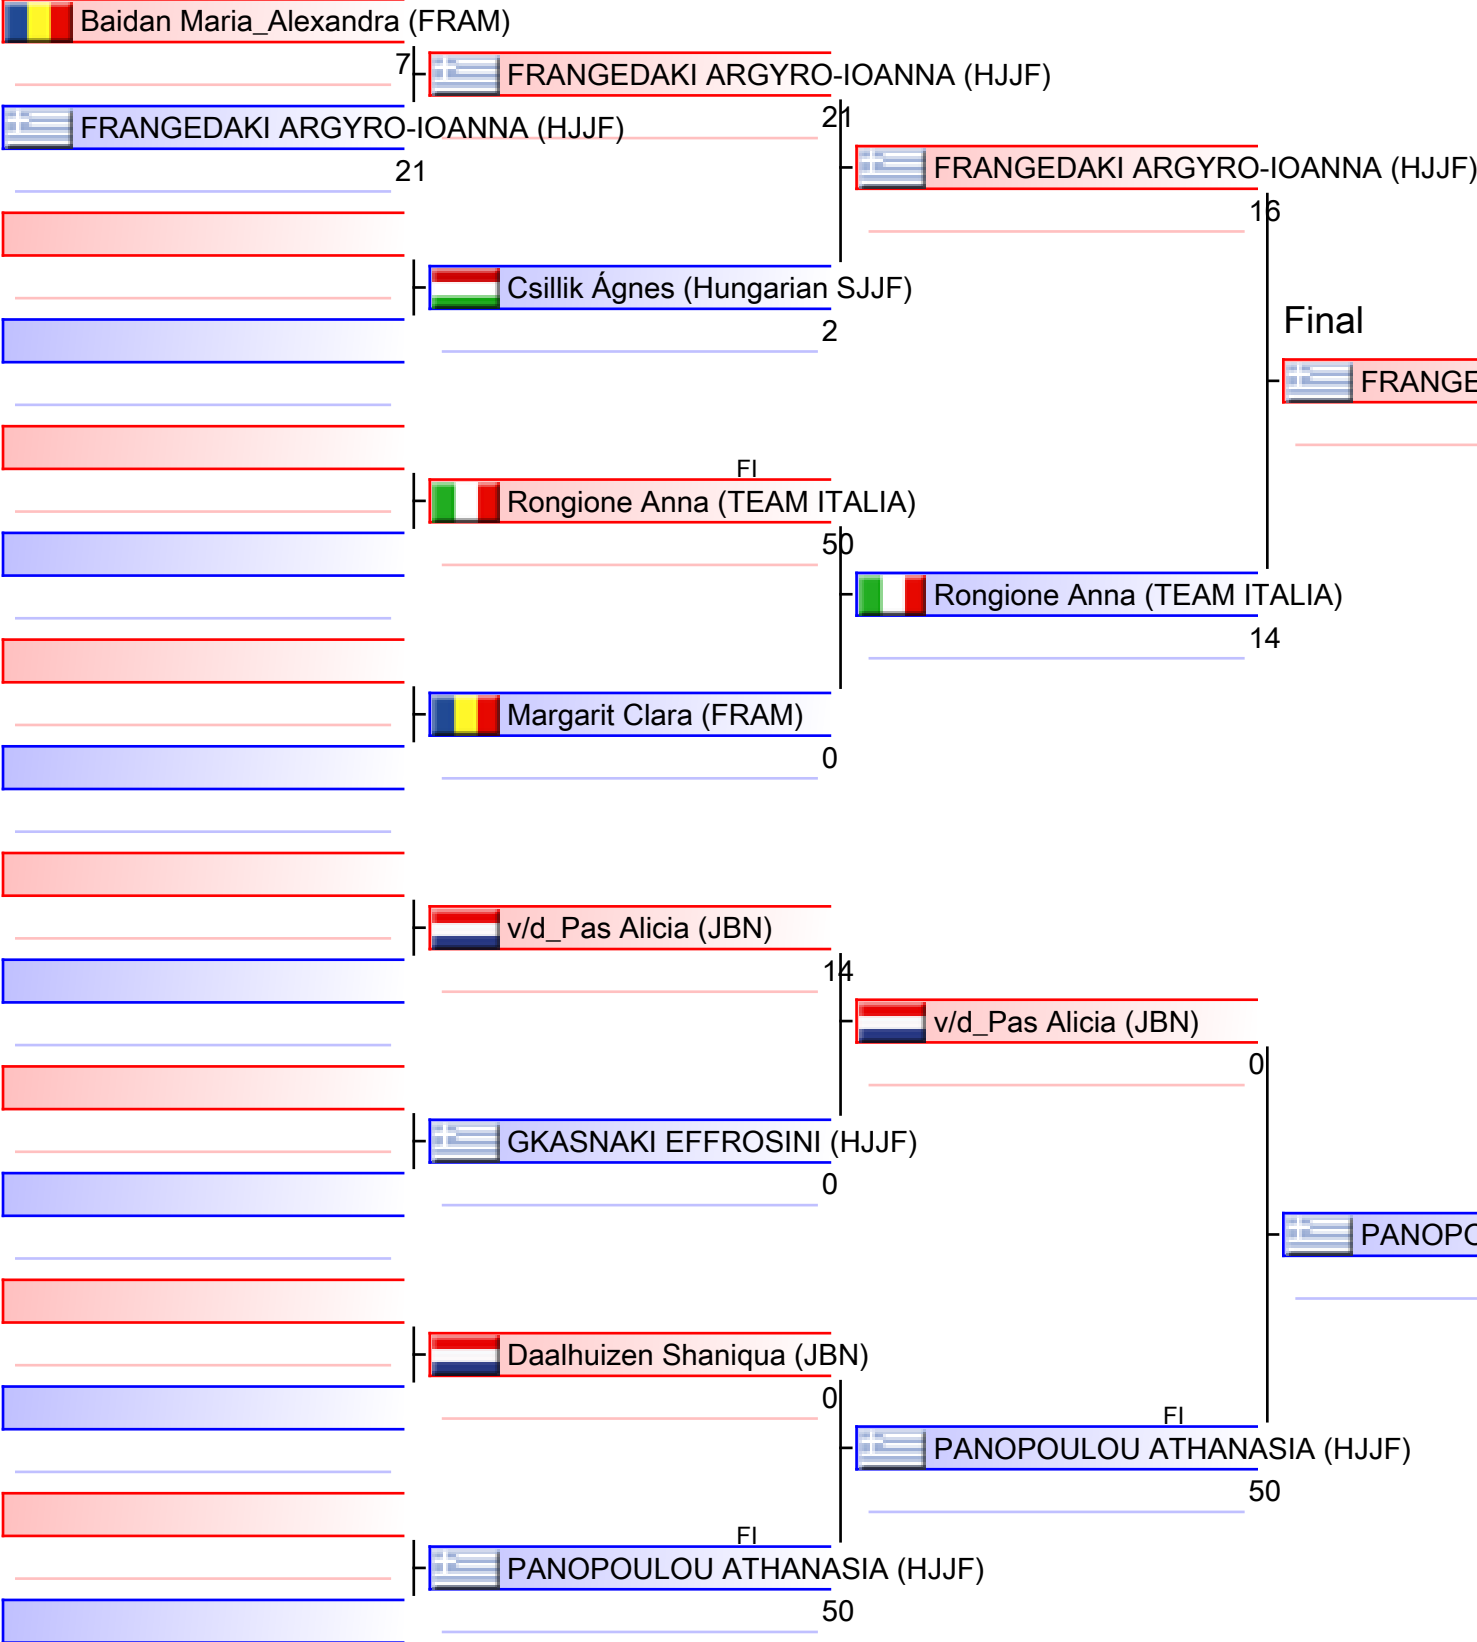 Baidan Maria_Alexandra (FRAM)
7
FRANGEDAKI ARGYRO-IOANNA (HJJF)
21
FRANGEDAKI ARGYRO-IOANNA (HJJF)
21
Csillik Ágnes (Hungarian SJJF)
2
FI
Rongione Anna (TEAM ITALIA)
50
Margarit Clara (FRAM)
0
v/d_Pas Alicia (JBN)
14
GKASNAKI EFFROSINI (HJJF)
0
Daalhuizen Shaniqua (JBN)
0
FI
PANOPOULOU ATHANASIA (HJJF)
50
FRANGEDAKI ARGYRO-IOANNA (HJJF)
16
Rongione Anna (TEAM ITALIA)
14
v/d_Pas Alicia (JBN)
0
FI
PANOPOULOU ATHANASIA (HJJF)
50
Final
FRANGE
PANOPO